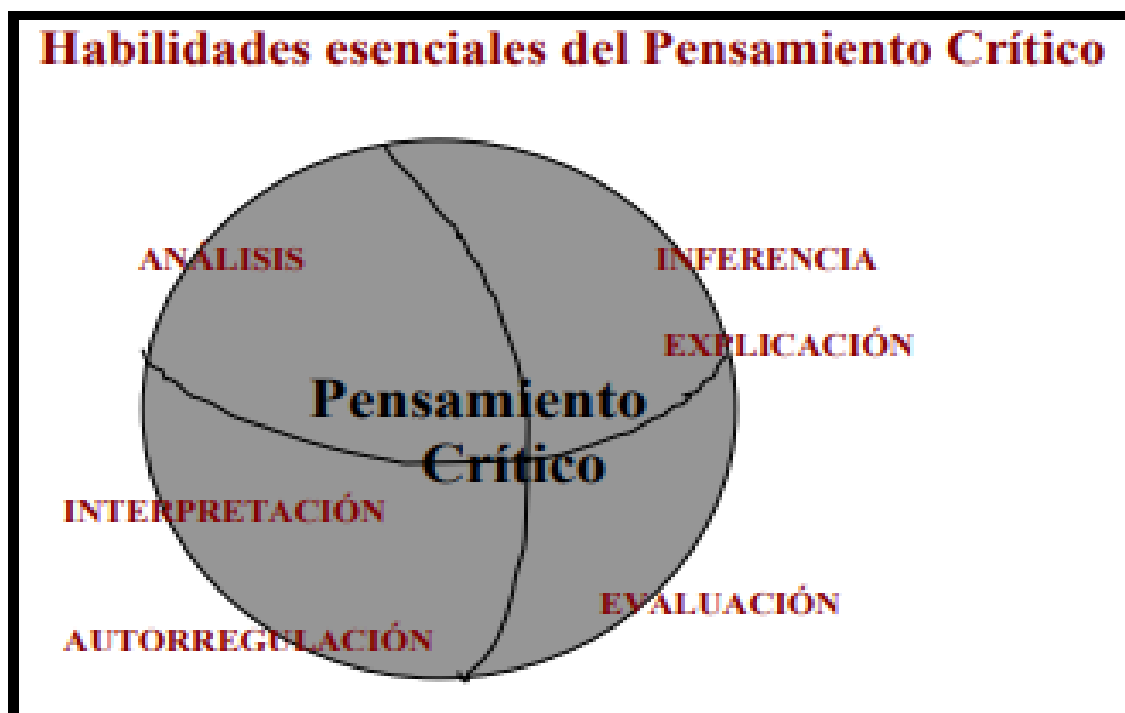 Habilidades esenciales del Pensamiento Crítico
ANÁLISIS
INFERENCIA
EXPLICACIÓN
Pensamiento
Crítico
INTERPRETACIÓN
EVALUACIÓN
AUTORREGULACIÓN